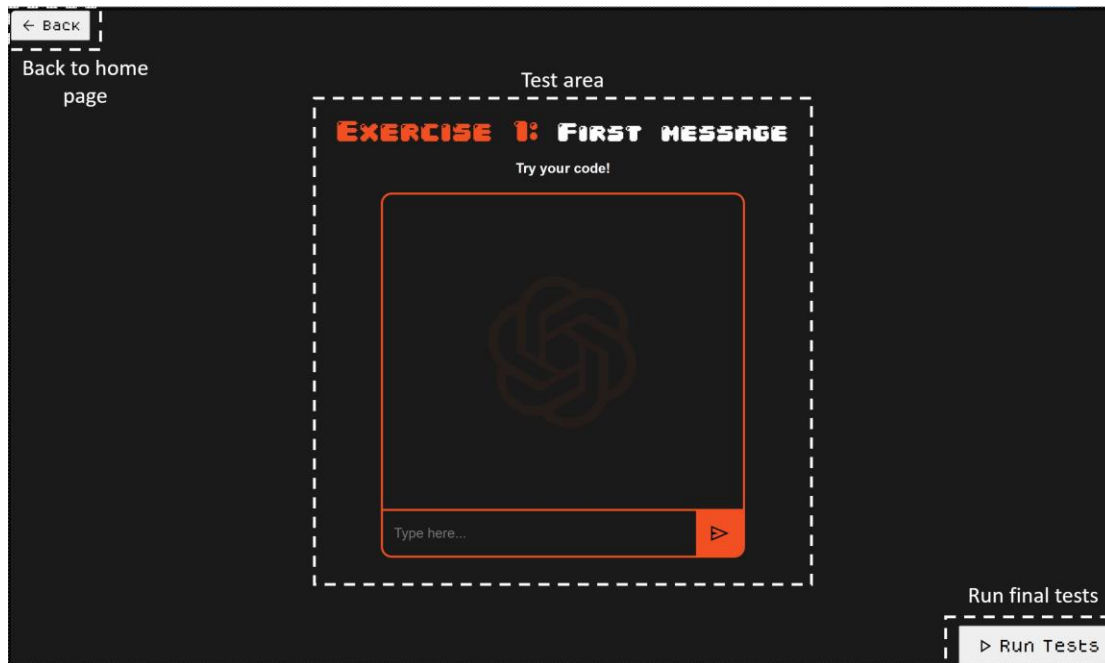 ← Back
Back to home
page
Test area
Exercise 1: First message
Try your code!
Type here...
Run final tests
▷ Run Tests